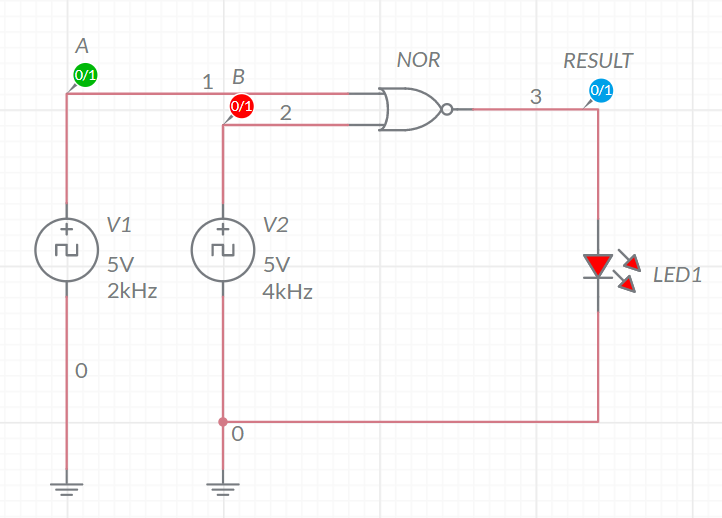 A
0/1
1
B
0/1
2
NOR
3
RESULT
0/1
V1
5V
2kHz
V2
5V
4kHz
LED1
0
0